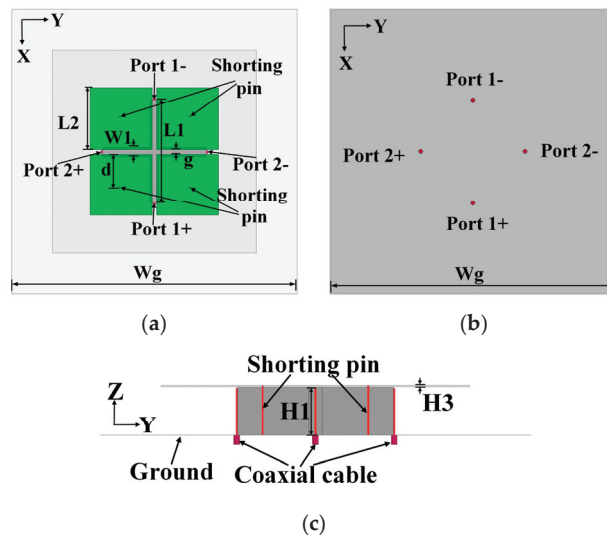 Y
X
Port 1-
Shorting
pin
L2
W1
L1
g
d
Port 2+
Port 2-
Shorting
pin
Port 1+
Wg
(a)
Y
X
Port 1-
Port 2+
Port 2-
Port 1+
Wg
(b)
Shorting pin
Z
Y
H1
H3
Ground
Coaxial cable
(c)